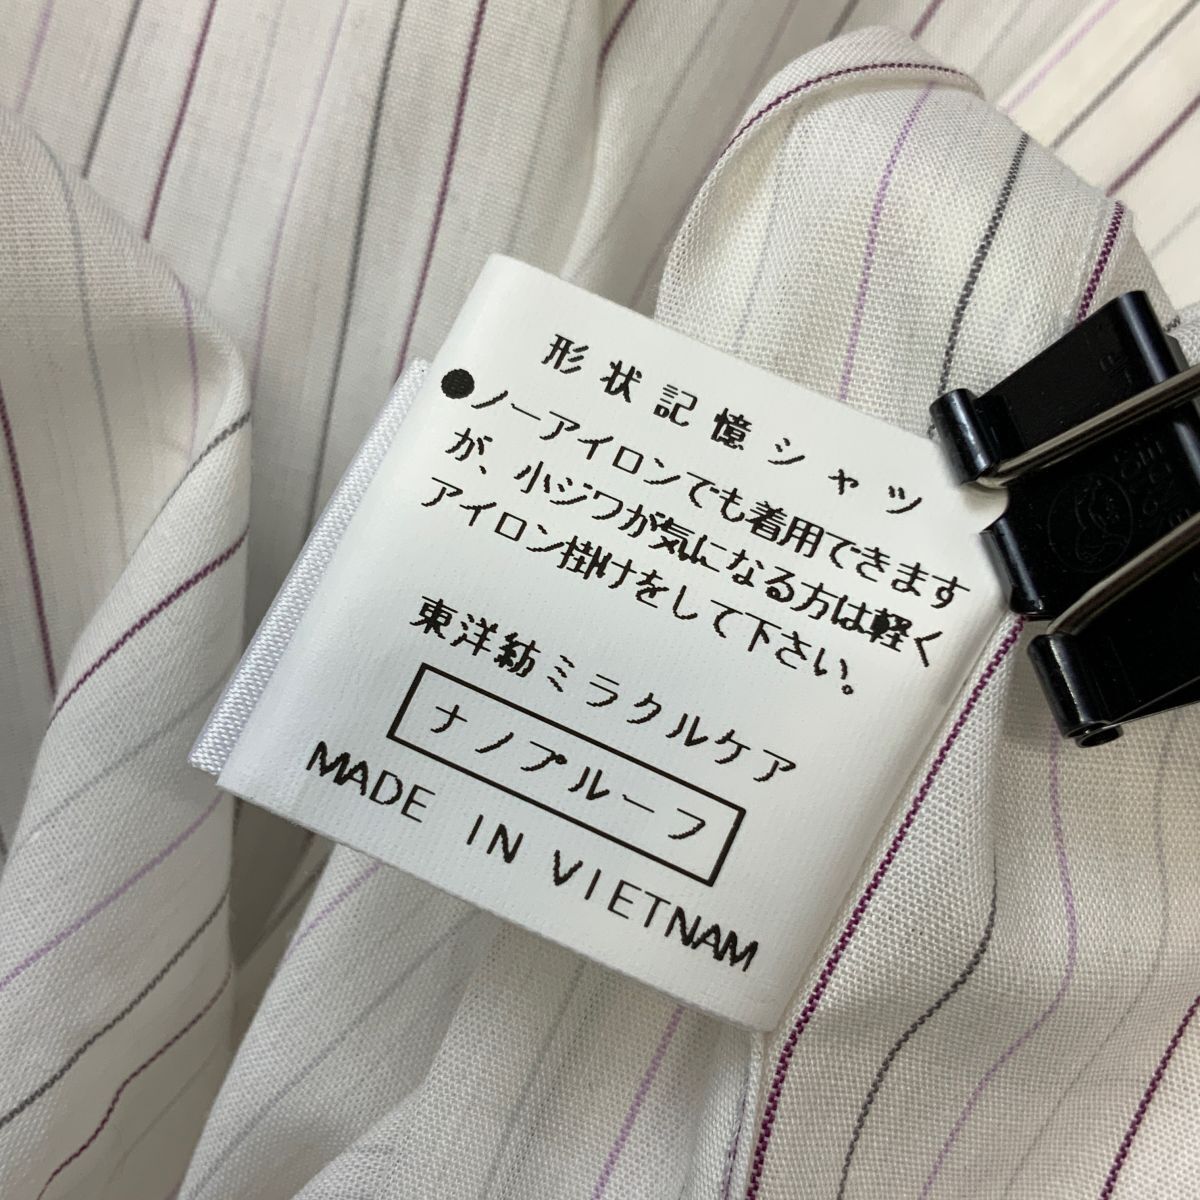 形状記憶シャツ
●ノーアイロンでも着用できます
が、小ジワが気になる方は軽く
アイロン掛けをして下さい。
東洋紡ミラクルケア
ナノプルーフ
MADE IN VIETNAM